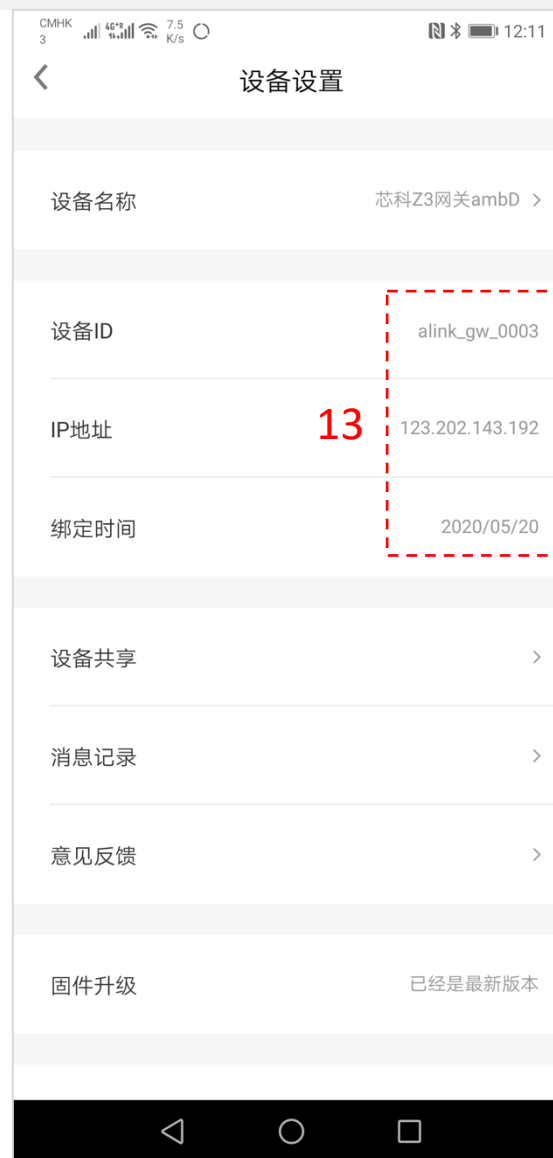 CMHK 4G+R 7.5 12:11
3 K/s
设备设置
设备名称 芯科Z3网关ambD
设备ID alink_gw_0003
IP地址 13 123.202.143.192
绑定时间 2020/05/20
设备共享
消息记录
意见反馈
固件升级 已经是最新版本